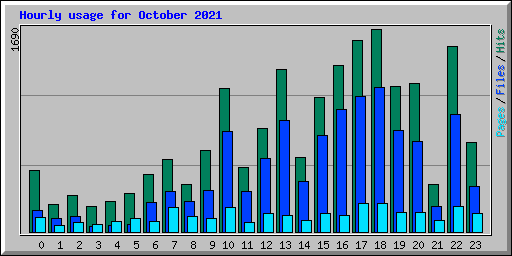 Hourly usage for October 2021
1690
Pages/Files/Hits
0 1 2 3 4 5 6 7 8 9 10 11 12 13 14 15 16 17 18 19 20 21 22 23